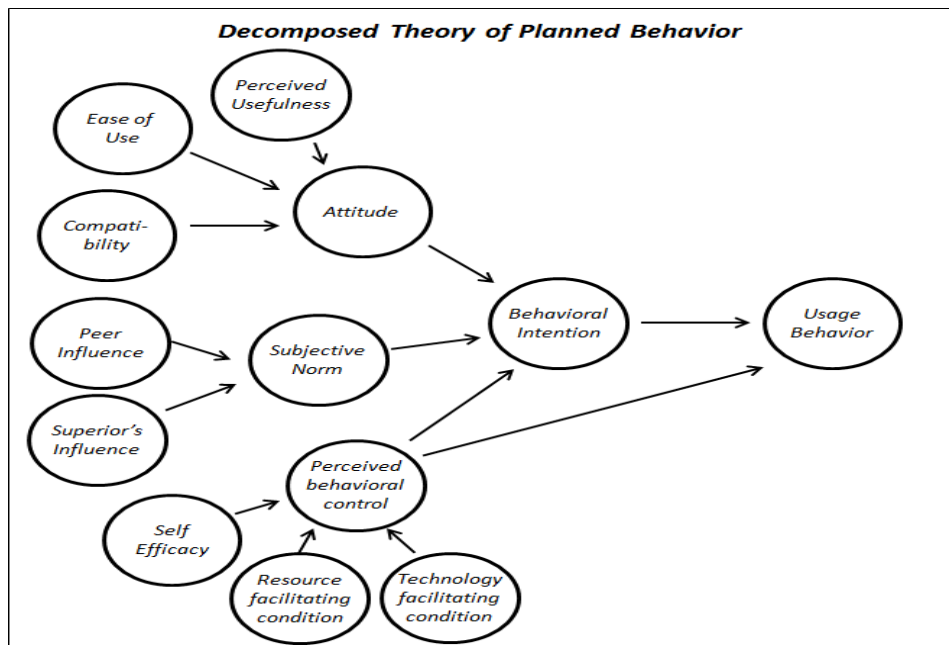 Decomposed Theory of Planned Behavior
Perceived
Usefulness
Ease of
Use
Attitude
Compati-
bility
Behavioral
Intention
Usage
Behavior
Peer
Influence
Subjective
Norm
Superior's
Influence
Perceived
behavioral
control
Self
Efficacy
Resource
facilitating
condition
Technology
facilitating
condition